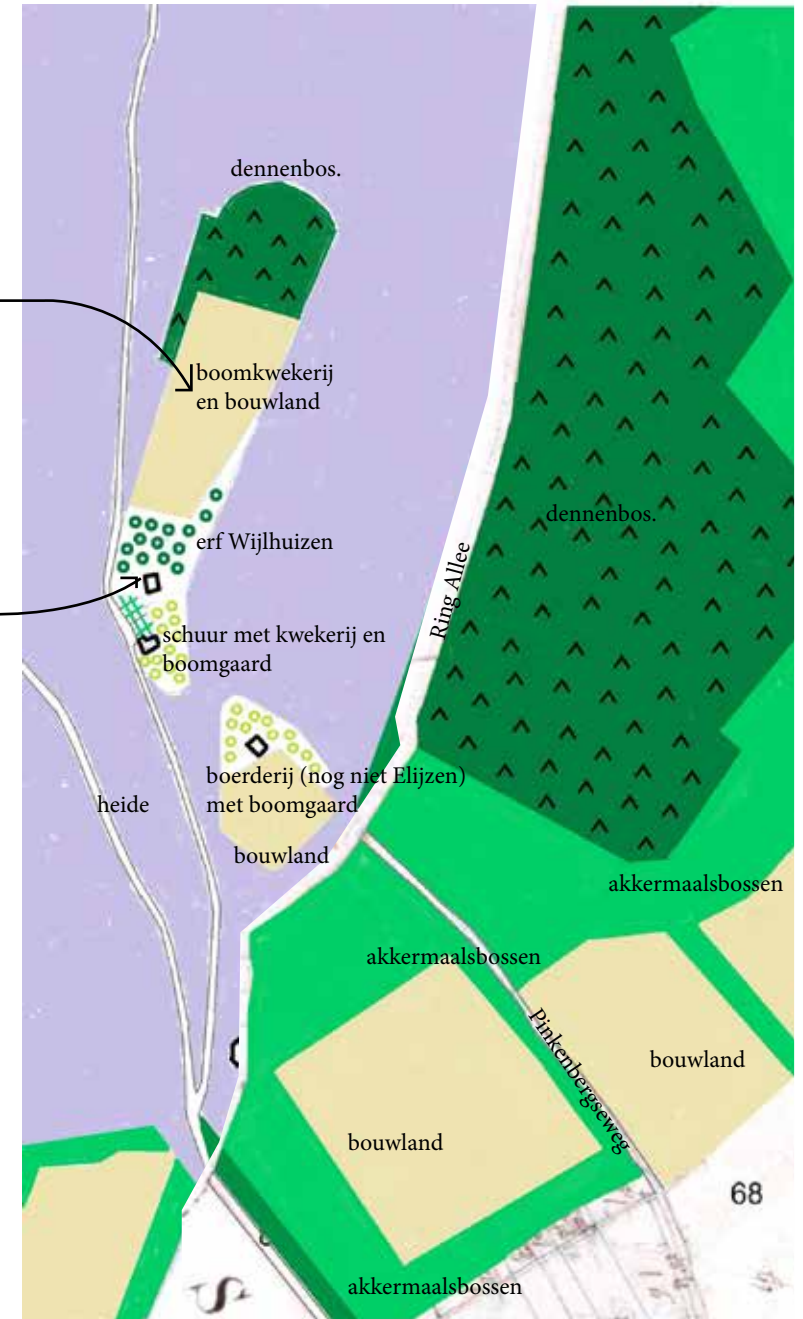 dennenbos.
boomkwekerij
en bouwland
dennenbos.
erf Wijlhuizen
Ring Allee
schuur met kwekerij en
boomgaard
boerderij (nog niet Elijzen)
met boomgaard
heide
bouwland
akkermaalsbossen
akkermaalsbossen
Pinkenbergseweg
bouwland
bouwland
68
S
akkermaalsbossen